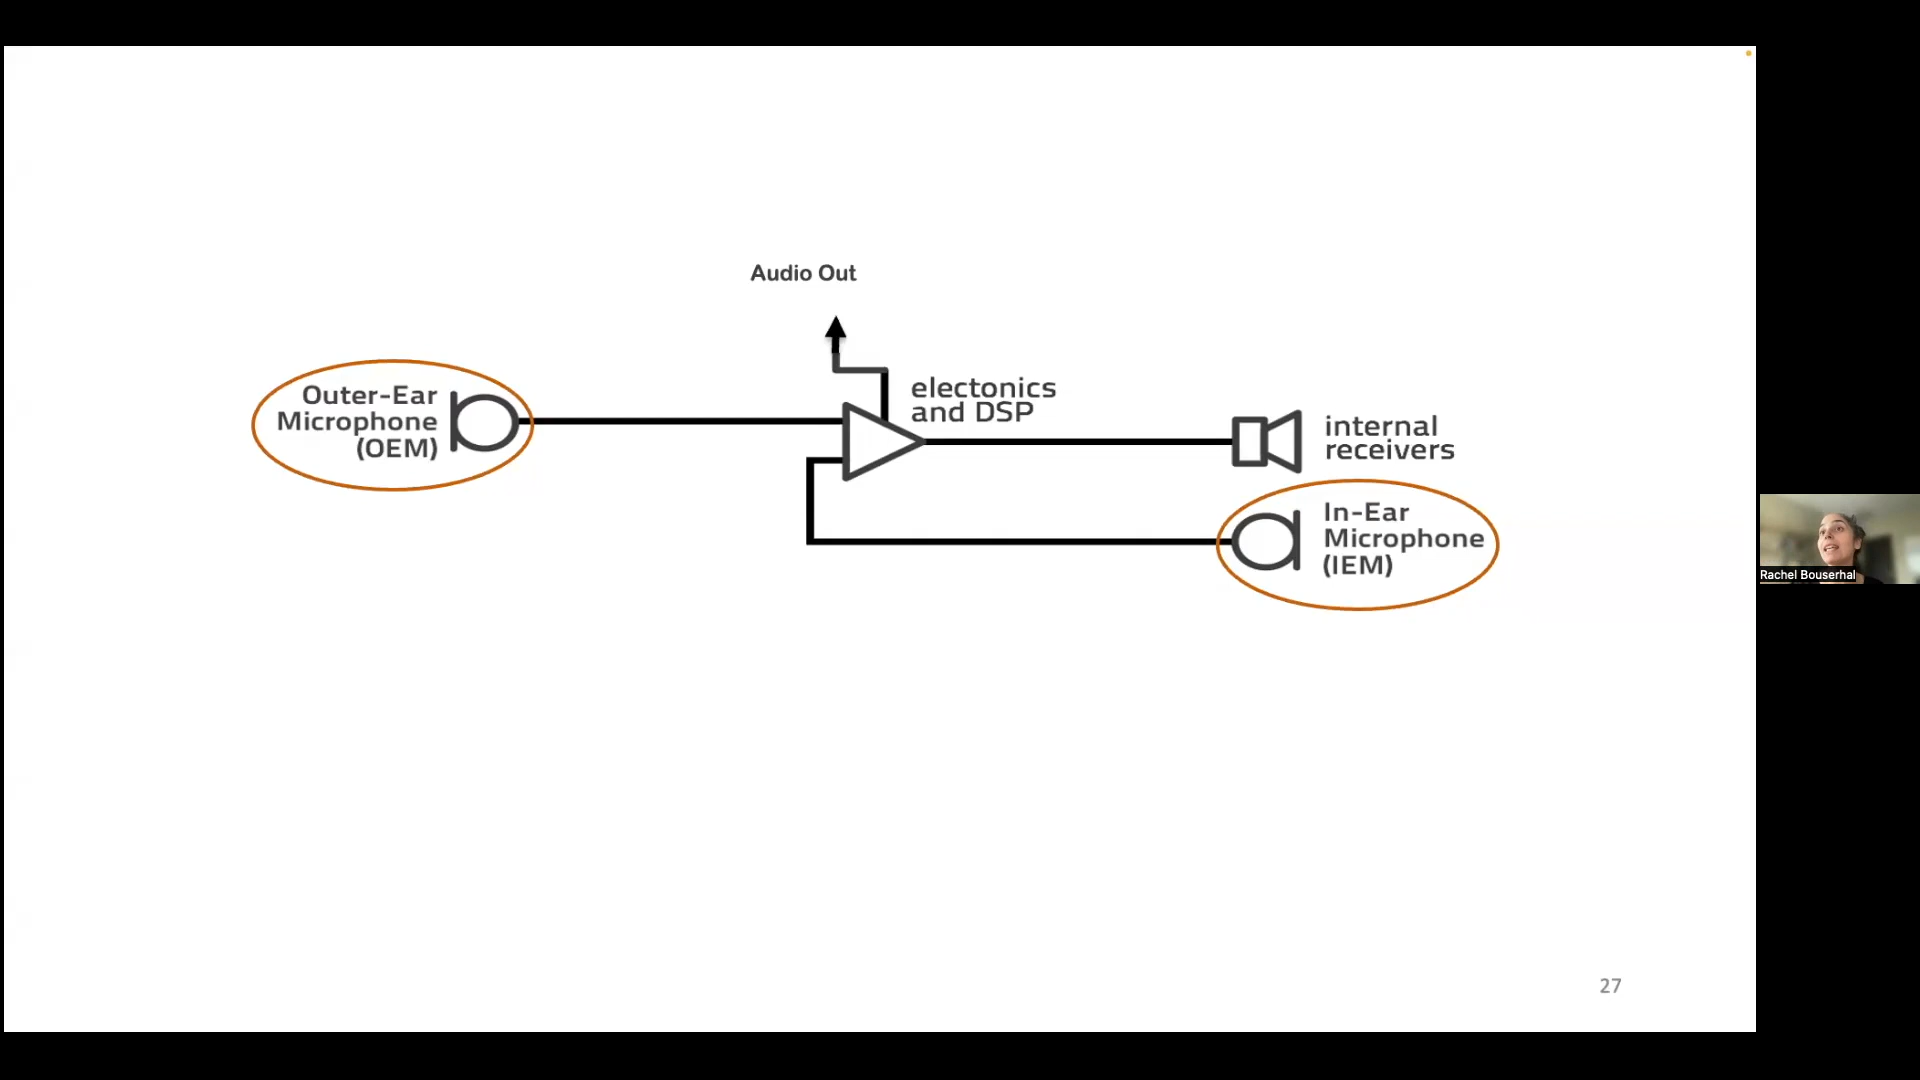 Audio Out
Outer-Ear
Microphone
(OEM)
electonics
and DSP
internal
receivers
In-Ear
Microphone
(IEM)
Rachel Bouserhal
27